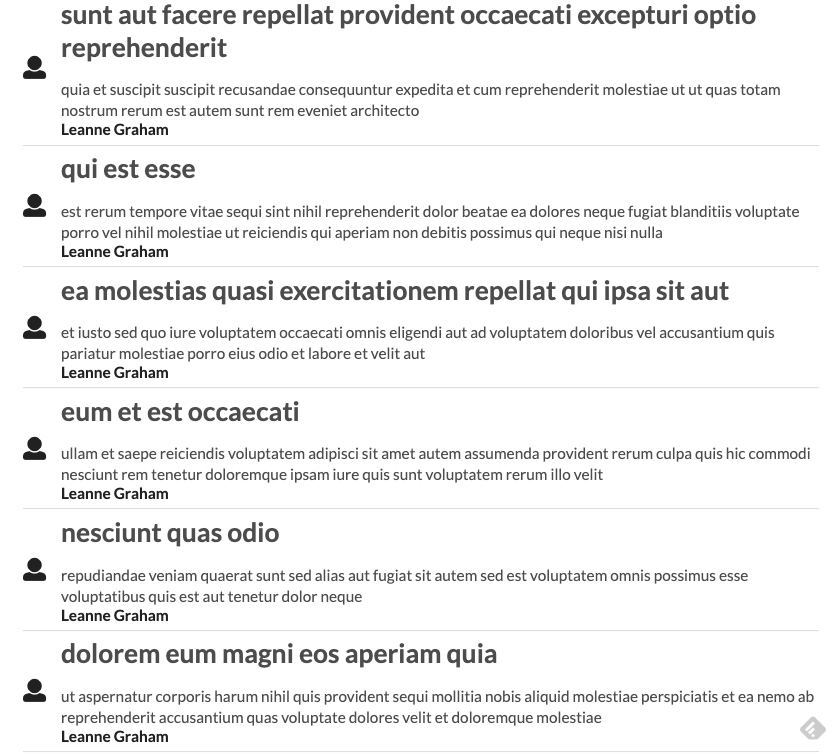 sunt aut facere repellat provident occaecati excepturi optio
reprehenderit
quia et suscipit suscipit recusandae consequuntur expedita et cum reprehenderit molestiae ut ut quas totam
nostrum rerum est autem sunt rem eveniet architecto
Leanne Graham
qui est esse
est rerum tempore vitae sequi sint nihil reprehenderit dolor beatae ea dolores neque fugiat blanditiis voluptate
porro vel nihil molestiae ut reiciendis qui aperiam non debitis possimus qui neque nisi nulla
Leanne Graham
ea molestias quasi exercitationem repellat qui ipsa sit aut
et iusto sed quo iure voluptatem occaecati omnis eligendi aut ad voluptatem doloribus vel accusantium quis
pariatur molestiae porro eius odio et labore et velit aut
Leanne Graham
eum et est occaecati
ullam et saepe reiciendis voluptatem adipisci sit amet autem assumenda provident rerum culpa quis hic commodi
nesciunt rem tenetur doloremque ipsam iure quis sunt voluptatem rerum illo velit
Leanne Graham
nesciunt quas odio
repudiandae veniam quaerat sunt sed alias aut fugiat sit autem sed est voluptatem omnis possimus esse
voluptatibus quis est aut tenetur dolor neque
Leanne Graham
dolorem eum magni eos aperiam quia
ut aspernatur corporis harum nihil quis provident sequi mollitia nobis aliquid molestiae perspiciatis et ea nemo ab
reprehenderit accusantium quas voluptate dolores velit et doloremque molestiae
Leanne Graham